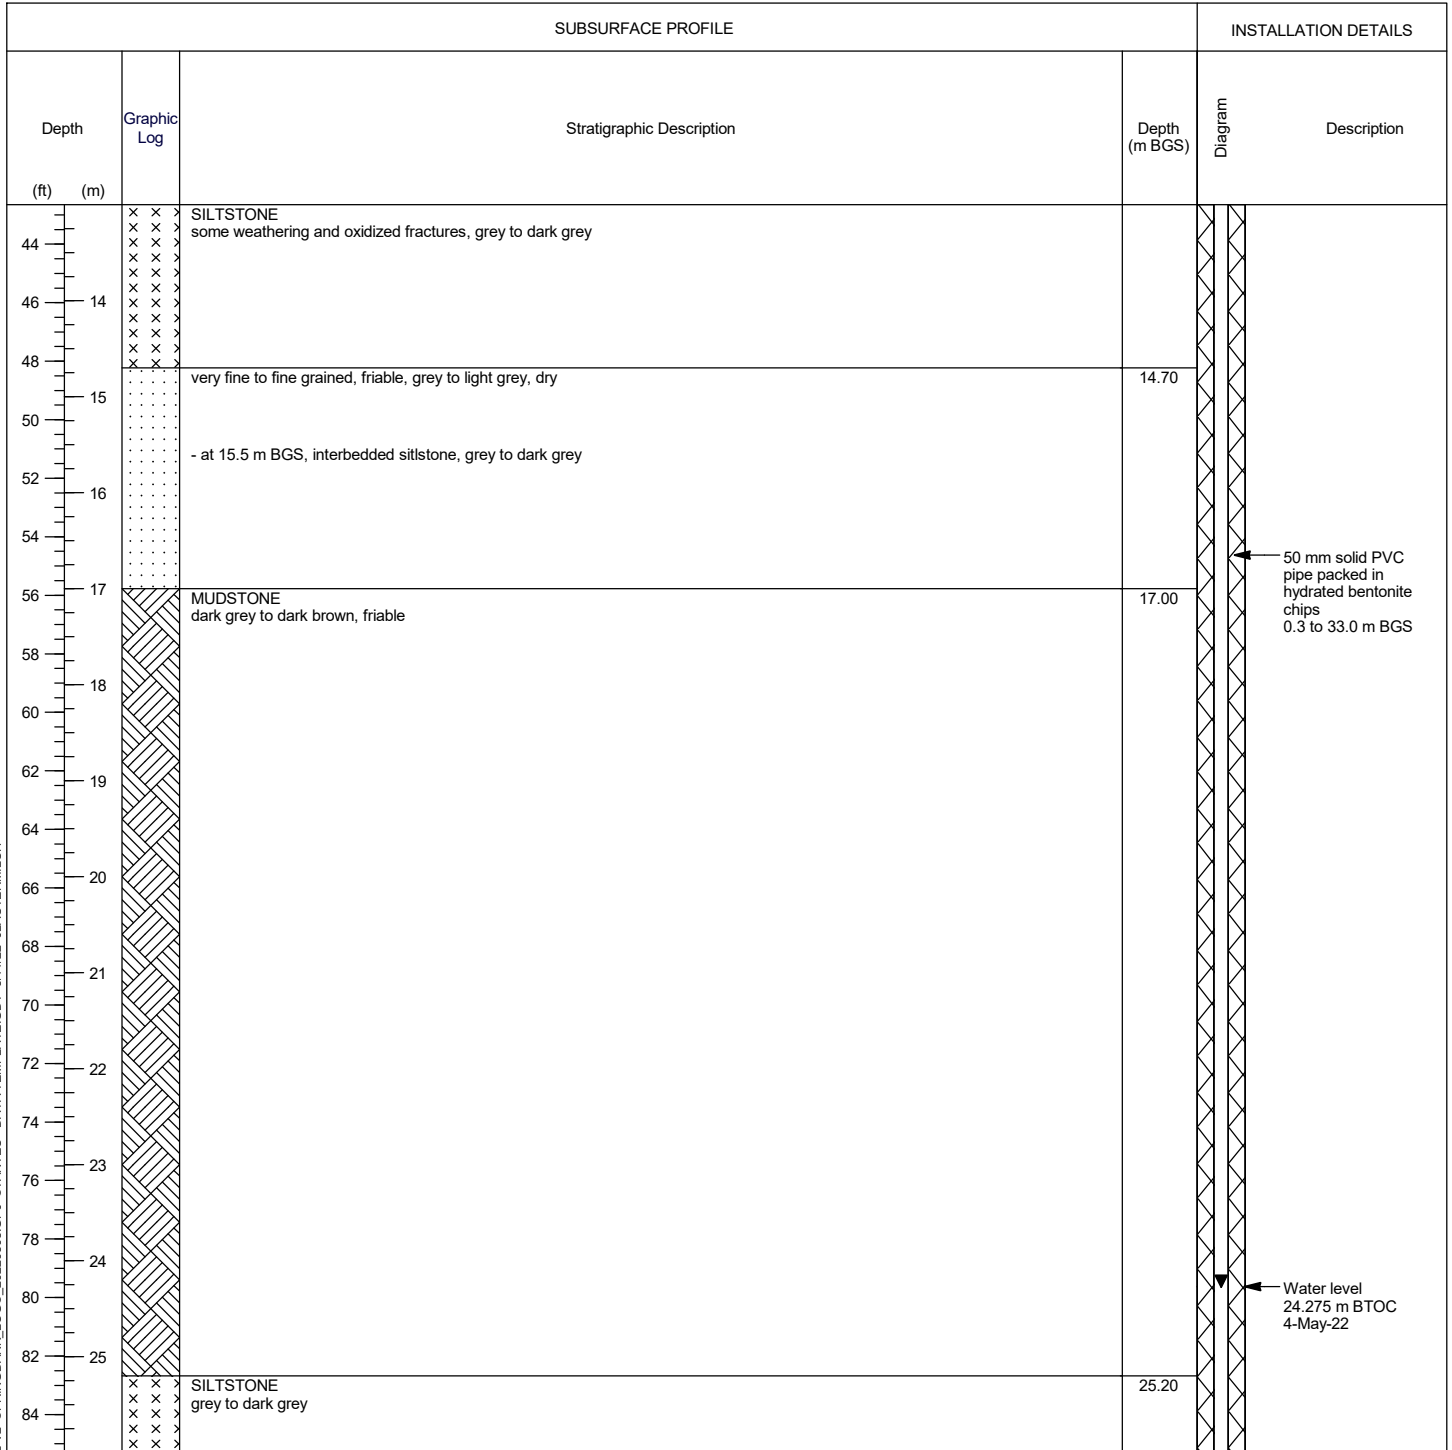 SUBSURFACE PROFILE
INSTALLATION DETAILS
Depth
(ft) (m)
Graphic
Log
Stratigraphic Description
Depth
(m BGS)
Diagram
Description
SILTSTONE
some weathering and oxidized fractures, grey to dark grey
44
46
14
48
very fine to fine grained, friable, grey to light grey, dry
14.70
15
50
- at 15.5 m BGS, interbedded sitlstone, grey to dark grey
52
16
54
50 mm solid PVC
pipe packed in
hydrated bentonite
chips
0.3 to 33.0 m BGS
17
56
MUDSTONE
dark grey to dark brown, friable
17.00
58
18
60
62
19
64
20
66
68
21
70
72
22
74
23
76
78
24
80
Water level
24.275 m BTOC
4-May-22
82
25
SILTSTONE
grey to dark grey
25.20
84